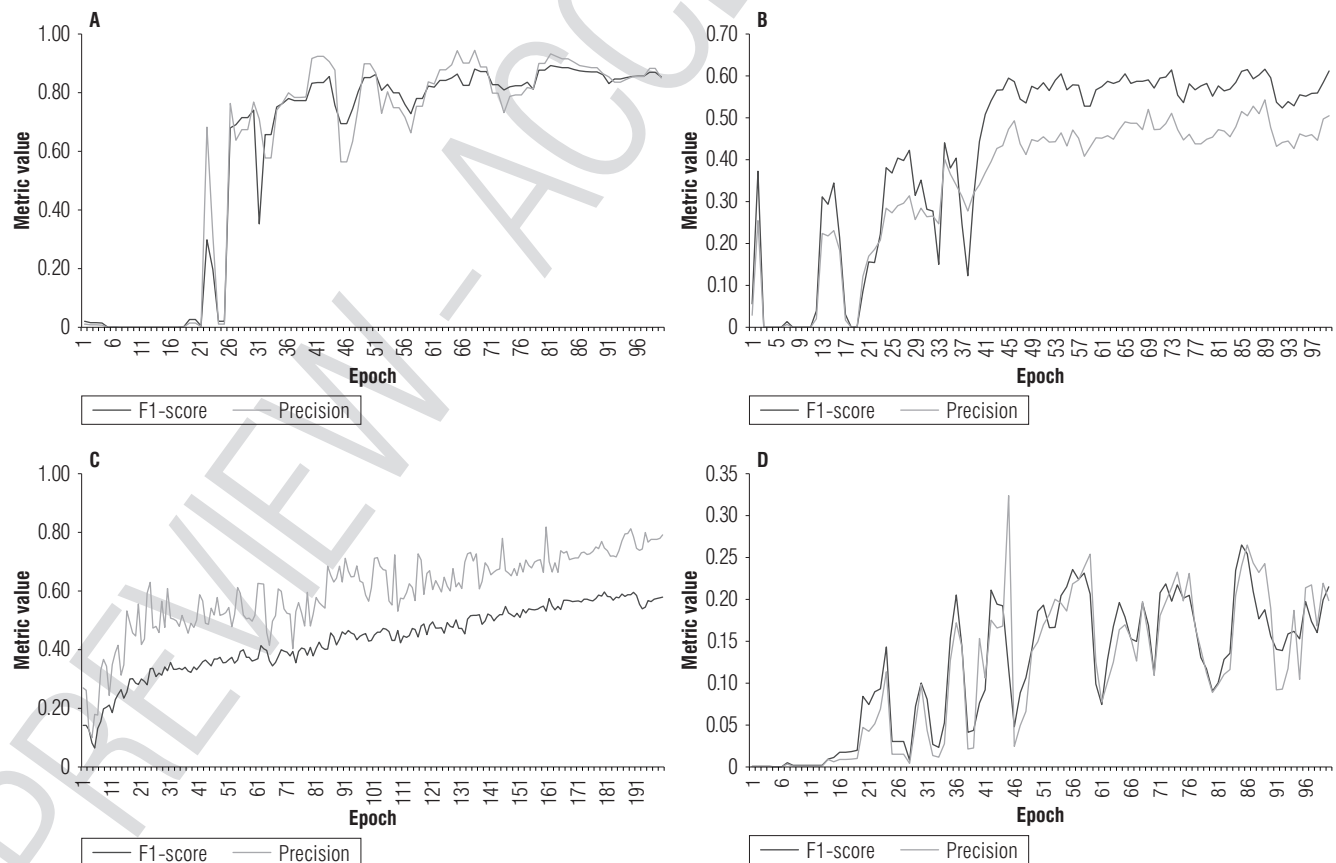 A
Metric value
1.00
0.80
0.60
0.40
0.20
0
1 6 11 16 21 26 31 36 41 46 51 56 61 66 71 76 81 86 91 96
Epoch
F1-score Precision
B
Metric value
0.70
0.60
0.50
0.40
0.30
0.20
0.10
0
1 5 9 13 17 21 25 29 33 37 41 45 49 53 57 61 65 69 73 77 81 85 89 93 97
Epoch
F1-score Precision
C
Metric value
1.00
0.80
0.60
0.40
0.20
0
1 11 21 31 41 51 61 71 81 91 101 111 121 131 141 151 161 171 181 191
Epoch
F1-score Precision
D
Metric value
0.35
0.30
0.25
0.20
0.15
0.10
0.05
0
1 6 11 16 21 26 31 36 41 46 51 56 61 66 71 76 81 86 91 96
Epoch
F1-score Precision
PREVIEW - ACC